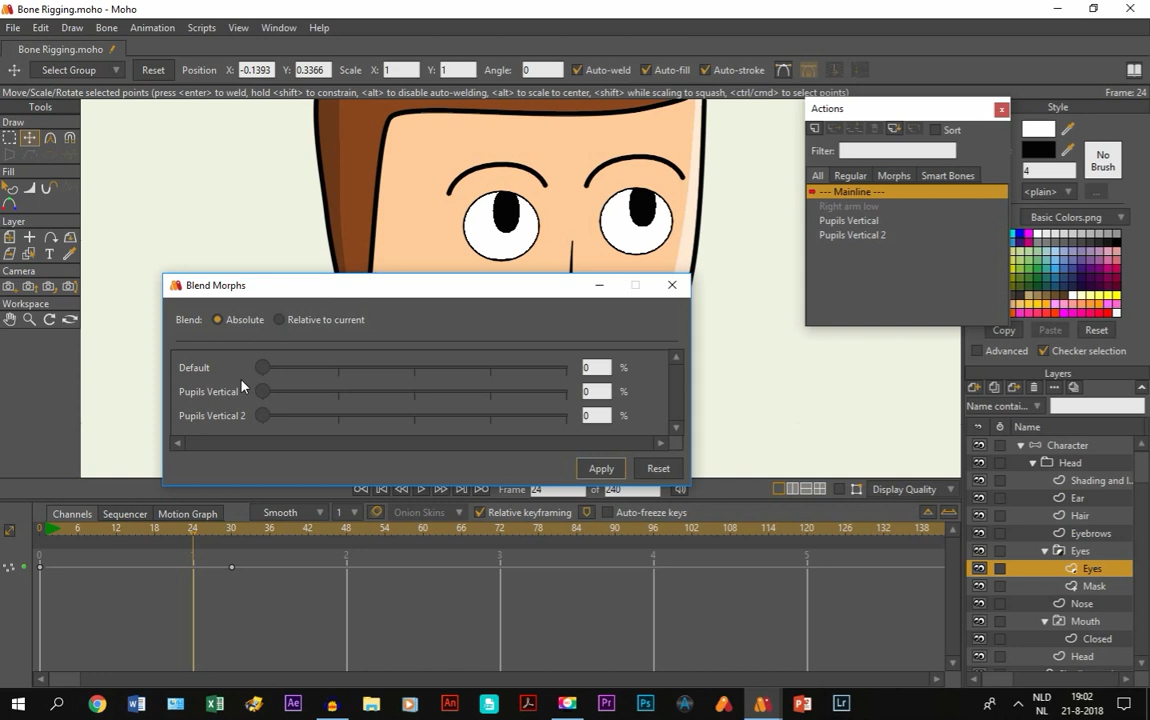 Bone Rigging.moho - Moho
File Edit Draw Bone Animation Scripts View Window Help
Bone Rigging.moho
Select Group Reset Position X: -0.1393 Y: 0.3366 Scale X: 1 Y: 1 Angle: 0 Auto-weld Auto-fill Auto-stroke
Move/Scale/Rotate selected points (press <enter> to weld, hold <shift> to constrain, <alt> to disable auto-welding, <alt> to scale to center, <shift> while scaling to squash, <ctrl/cmd> to select points) Frame: 24
Tools
Draw
Fill
Layer
Camera
Workspace
Actions
Sort
Filter:
All Regular Morphs Smart Bones
--- Mainline ---
Right arm low
Pupils Vertical
Pupils Vertical 2
Style
No
Brush
4
<plain> ...
Basic Colors.png
Copy Paste Reset
Advanced Checker selection
Layers
Name contai...
Name
Character
Head
Shading and l...
Ear
Hair
Eyebrows
Eyes
Eyes
Mask
Nose
Mouth
Closed
Head
Blend Morphs
Blend: Absolute Relative to current
Default 0 %
Pupils Vertical 0 %
Pupils Vertical 2 0 %
Apply Reset
Frame 24 of 240 Display Quality
Channels Sequencer Motion Graph Smooth 1 Onion Skins Relative keyframing Auto-freeze keys
0 6 12 18 24 30 36 42 48 54 60 66 72 78 84 90 96 102 108 114 120 126 132 138
0 2 3 4 5
NLD 19:02
NL 21-8-2018